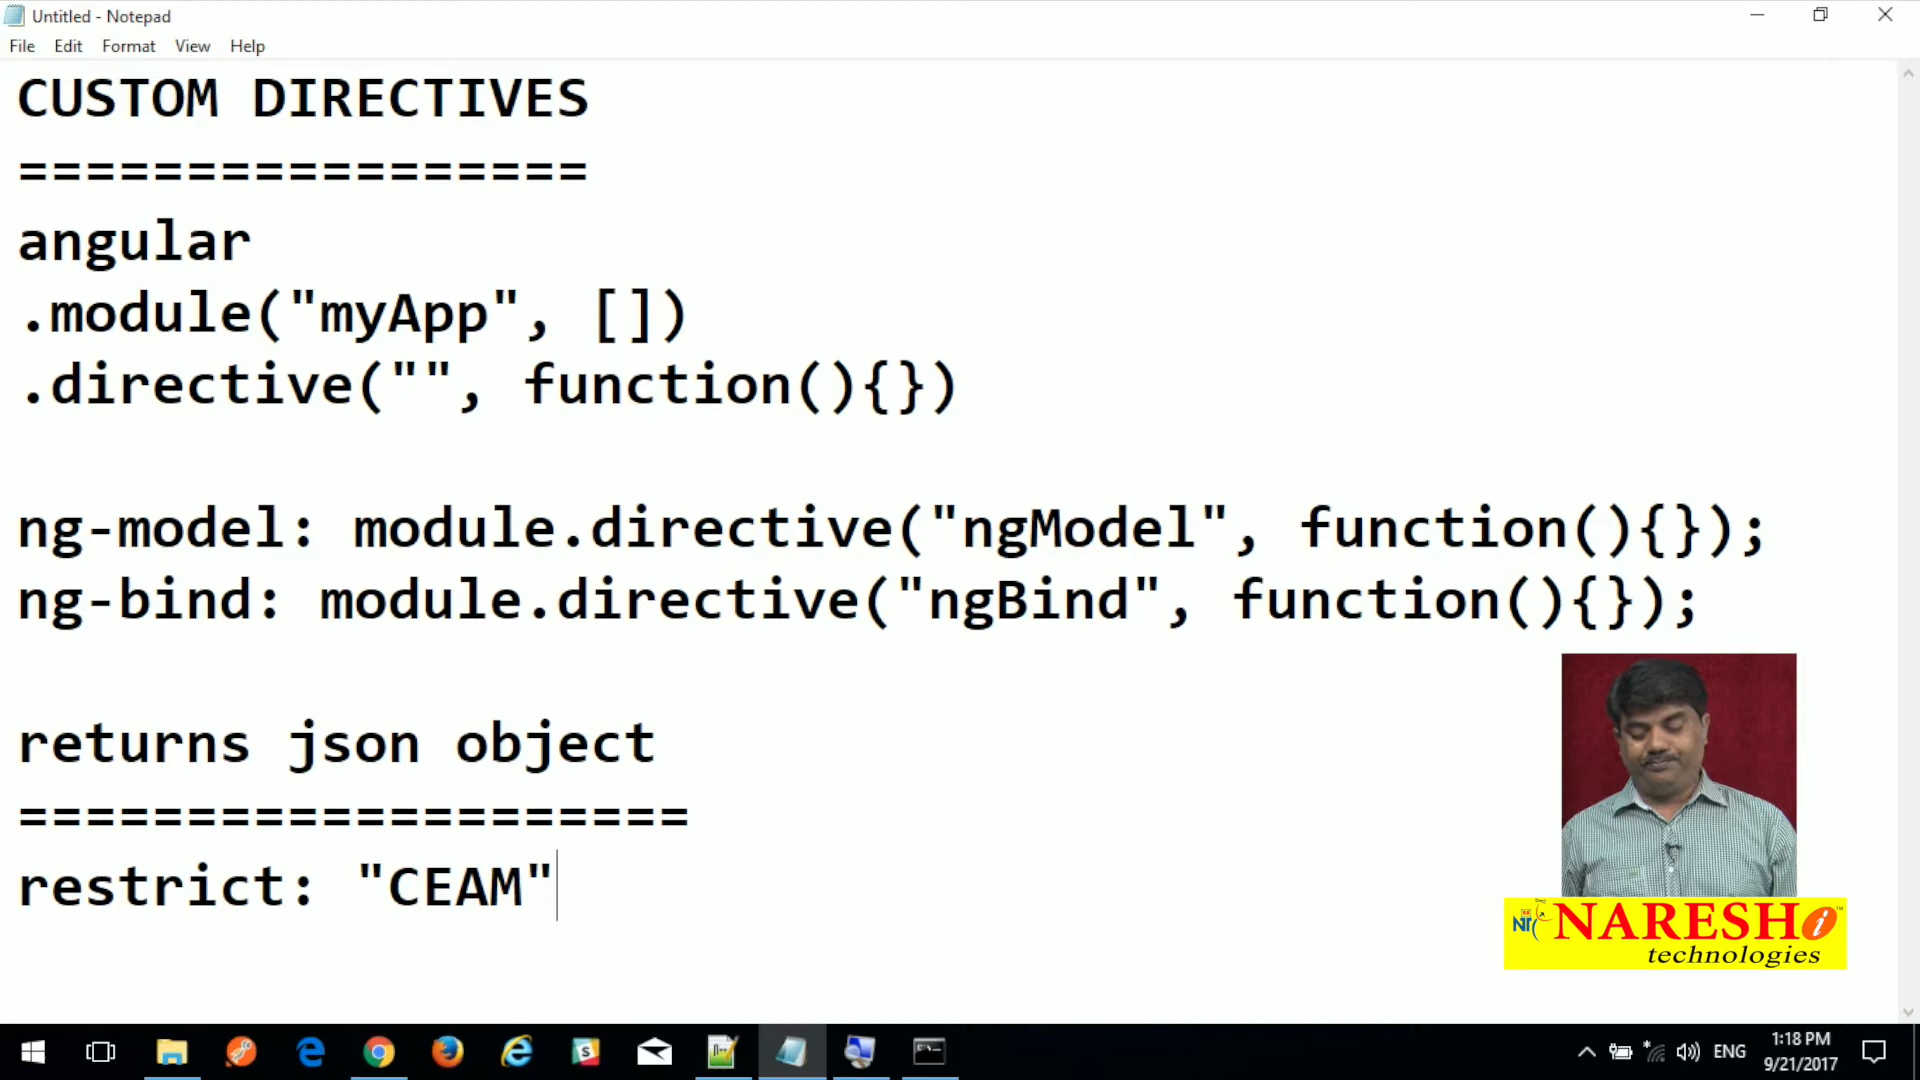 Untitled - Notepad
File Edit Format View Help
CUSTOM DIRECTIVES
=================
angular
.module("myApp", [])
.directive("", function(){})
ng-model: module.directive("ngModel", function(){});
ng-bind: module.directive("ngBind", function(){});
returns json object
====================
restrict: "CEAM"
NARESH i
technologies
ENG
1:18 PM
9/21/2017